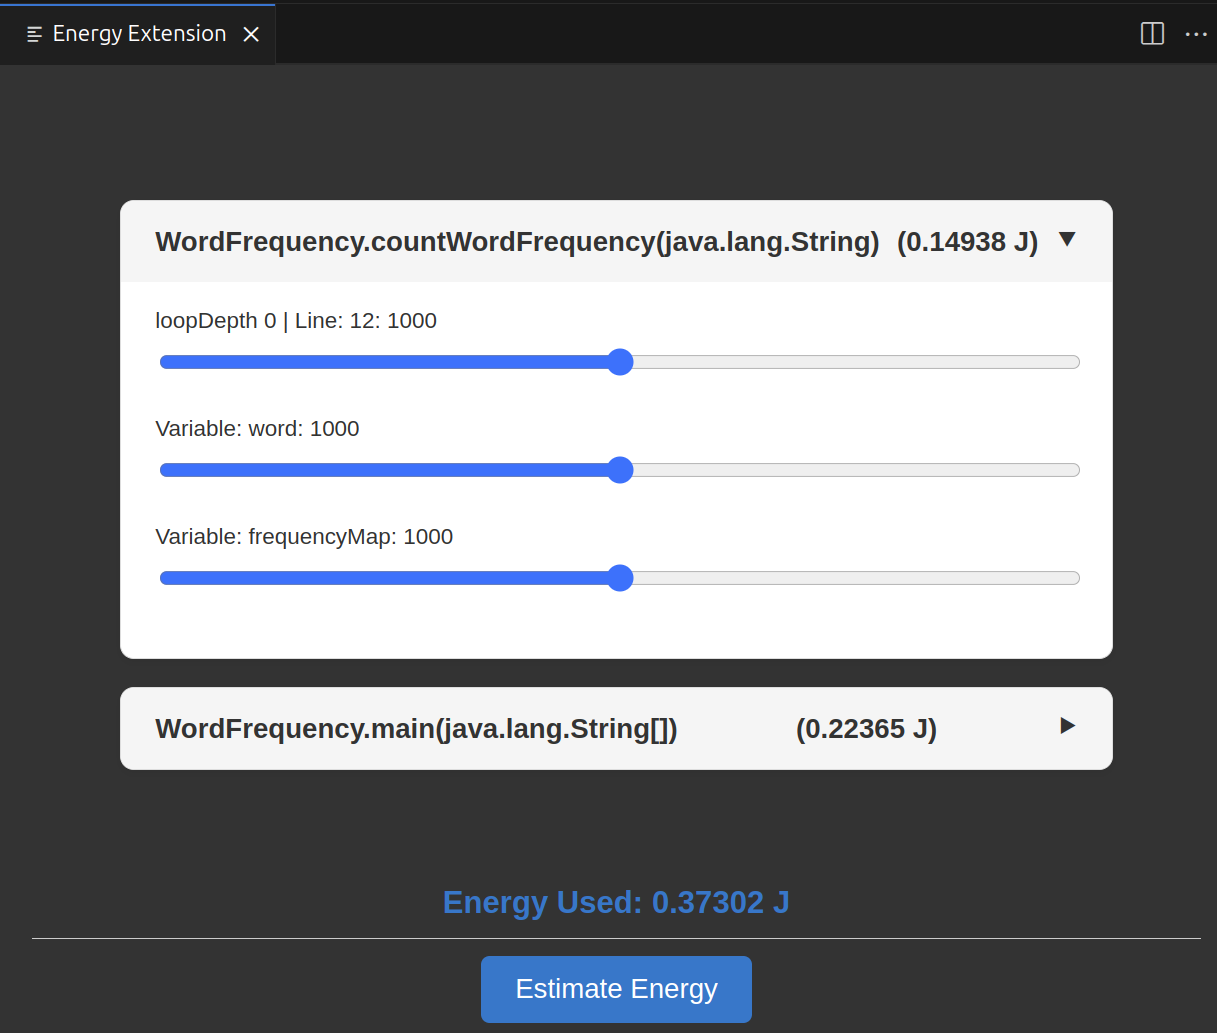 Energy Extension
WordFrequency.countWordFrequency(java.lang.String) (0.14938 J)
loopDepth 0 | Line: 12: 1000
Variable: word: 1000
Variable: frequencyMap: 1000
WordFrequency.main(java.lang.String[]) (0.22365 J)
Energy Used: 0.37302 J
Estimate Energy